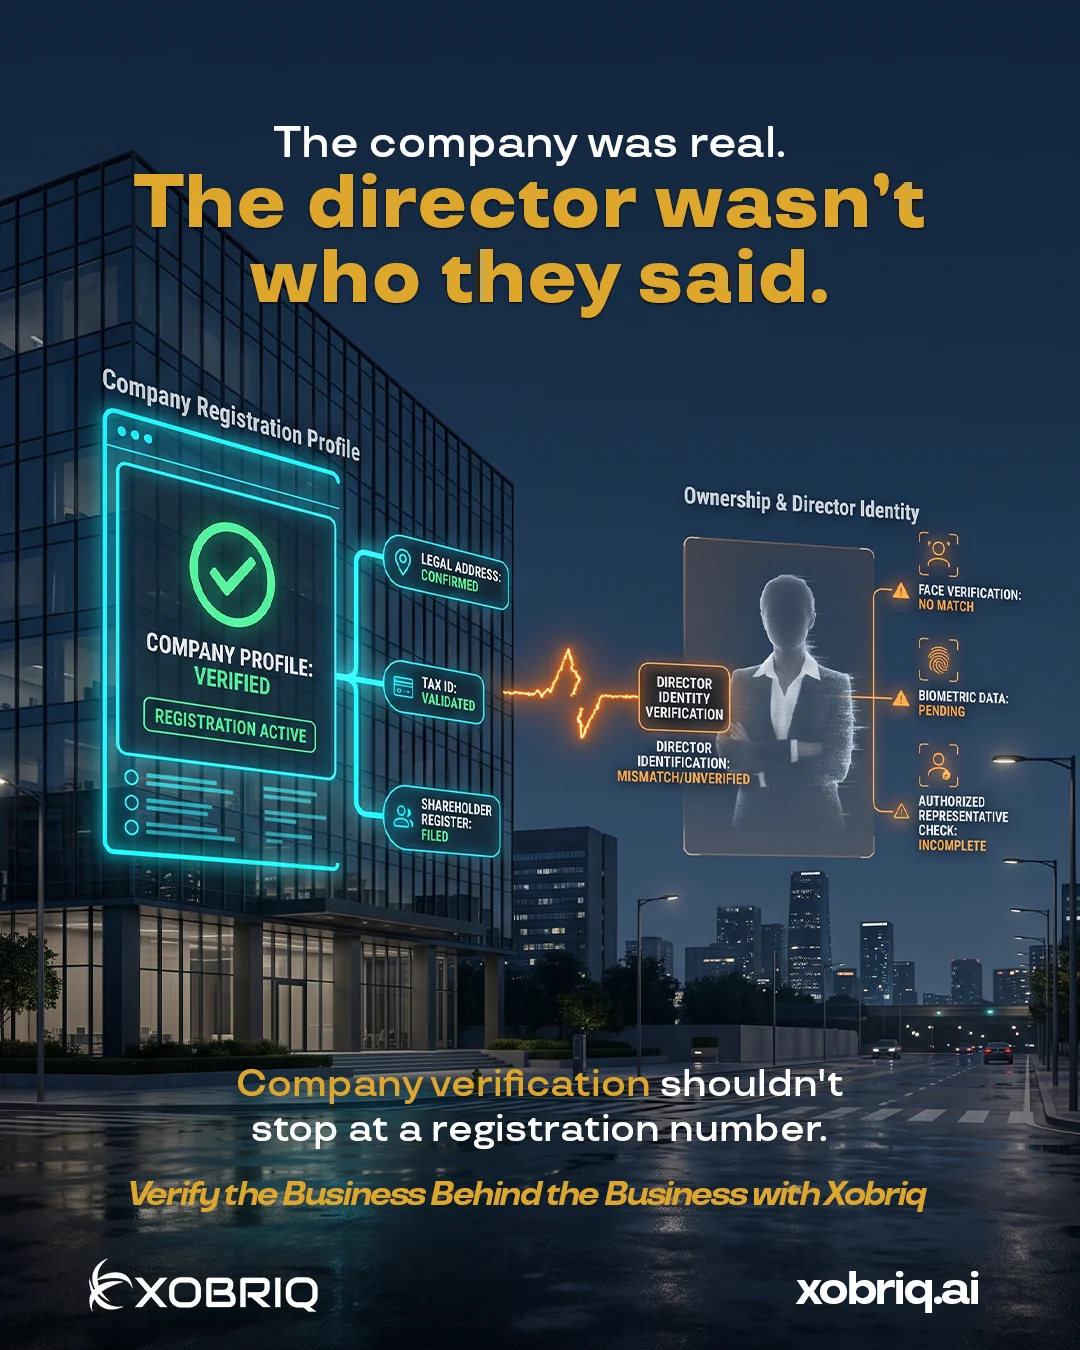 The company was real.
The director wasn’t
who they said.
Company Registration Profile
COMPANY PROFILE:
VERIFIED
REGISTRATION ACTIVE
LEGAL ADDRESS:
CONFIRMED
TAX ID:
VALIDATED
SHAREHOLDER
REGISTER:
FILED
Ownership & Director Identity
DIRECTOR
IDENTITY
VERIFICATION
DIRECTOR
IDENTIFICATION:
MISMATCH/UNVERIFIED
FACE VERIFICATION:
NO MATCH
BIOMETRIC DATA:
PENDING
AUTHORIZED
REPRESENTATIVE
CHECK:
INCOMPLETE
Company verification shouldn't
stop at a registration number.
Verify the Business Behind the Business with Xobriq
XOBRIQ
xobriq.ai